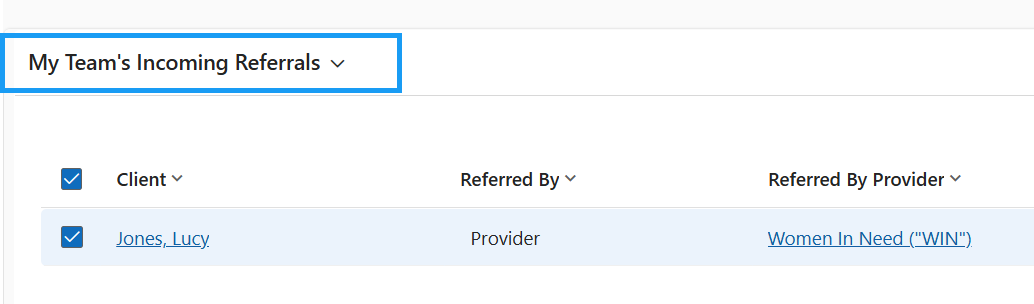 My Team's Incoming Referrals
Client Referred By Referred By Provider
Jones, Lucy Provider Women In Need ("WIN")